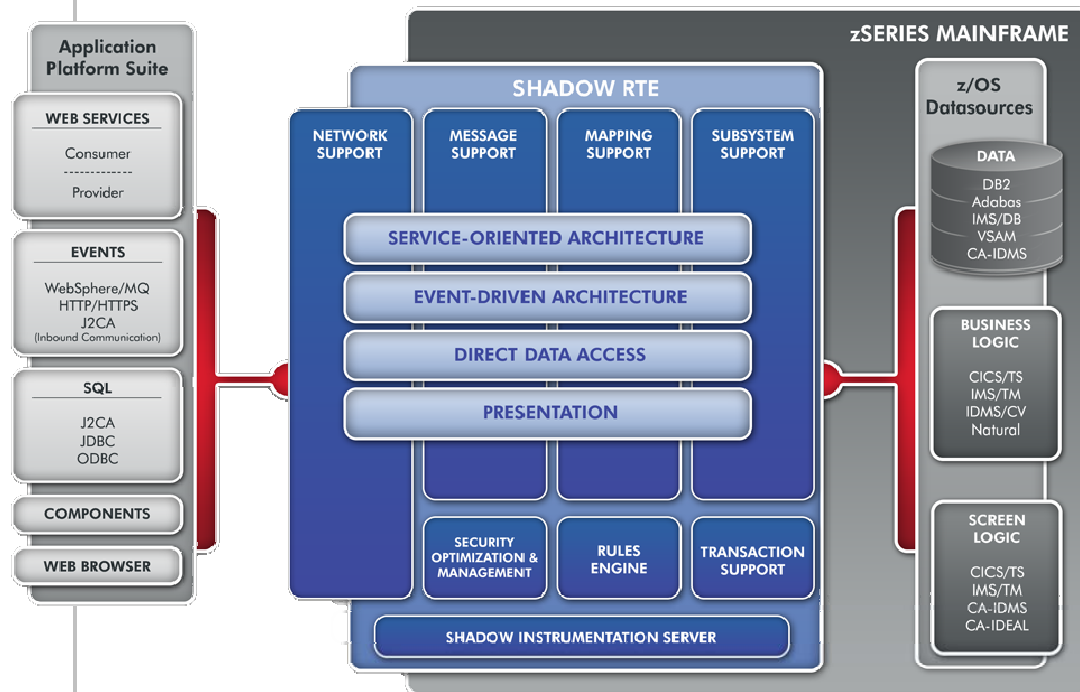 Application
Platform Suite
WEB SERVICES
Consumer
Provider
EVENTS
WebSphere/MQ
HTTP/HTTPS
J2CA
(Inbound Communication)
SQL
J2CA
JDBC
ODBC
COMPONENTS
WEB BROWSER
zSERIES MAINFRAME
SHADOW RTE
NETWORK
SUPPORT
MESSAGE
SUPPORT
MAPPING
SUPPORT
SUBSYSTEM
SUPPORT
SERVICE-ORIENTED ARCHITECTURE
EVENT-DRIVEN ARCHITECTURE
DIRECT DATA ACCESS
PRESENTATION
SECURITY
OPTIMIZATION &
MANAGEMENT
RULES
ENGINE
TRANSACTION
SUPPORT
SHADOW INSTRUMENTATION SERVER
z/OS
Datasources
DATA
DB2
Adabas
IMS/DB
VSAM
CA-IDMS
BUSINESS
LOGIC
CICS/TS
IMS/TM
IDMS/CV
Natural
SCREEN
LOGIC
CICS/TS
IMS/TM
CA-IDMS
CA-IDEAL